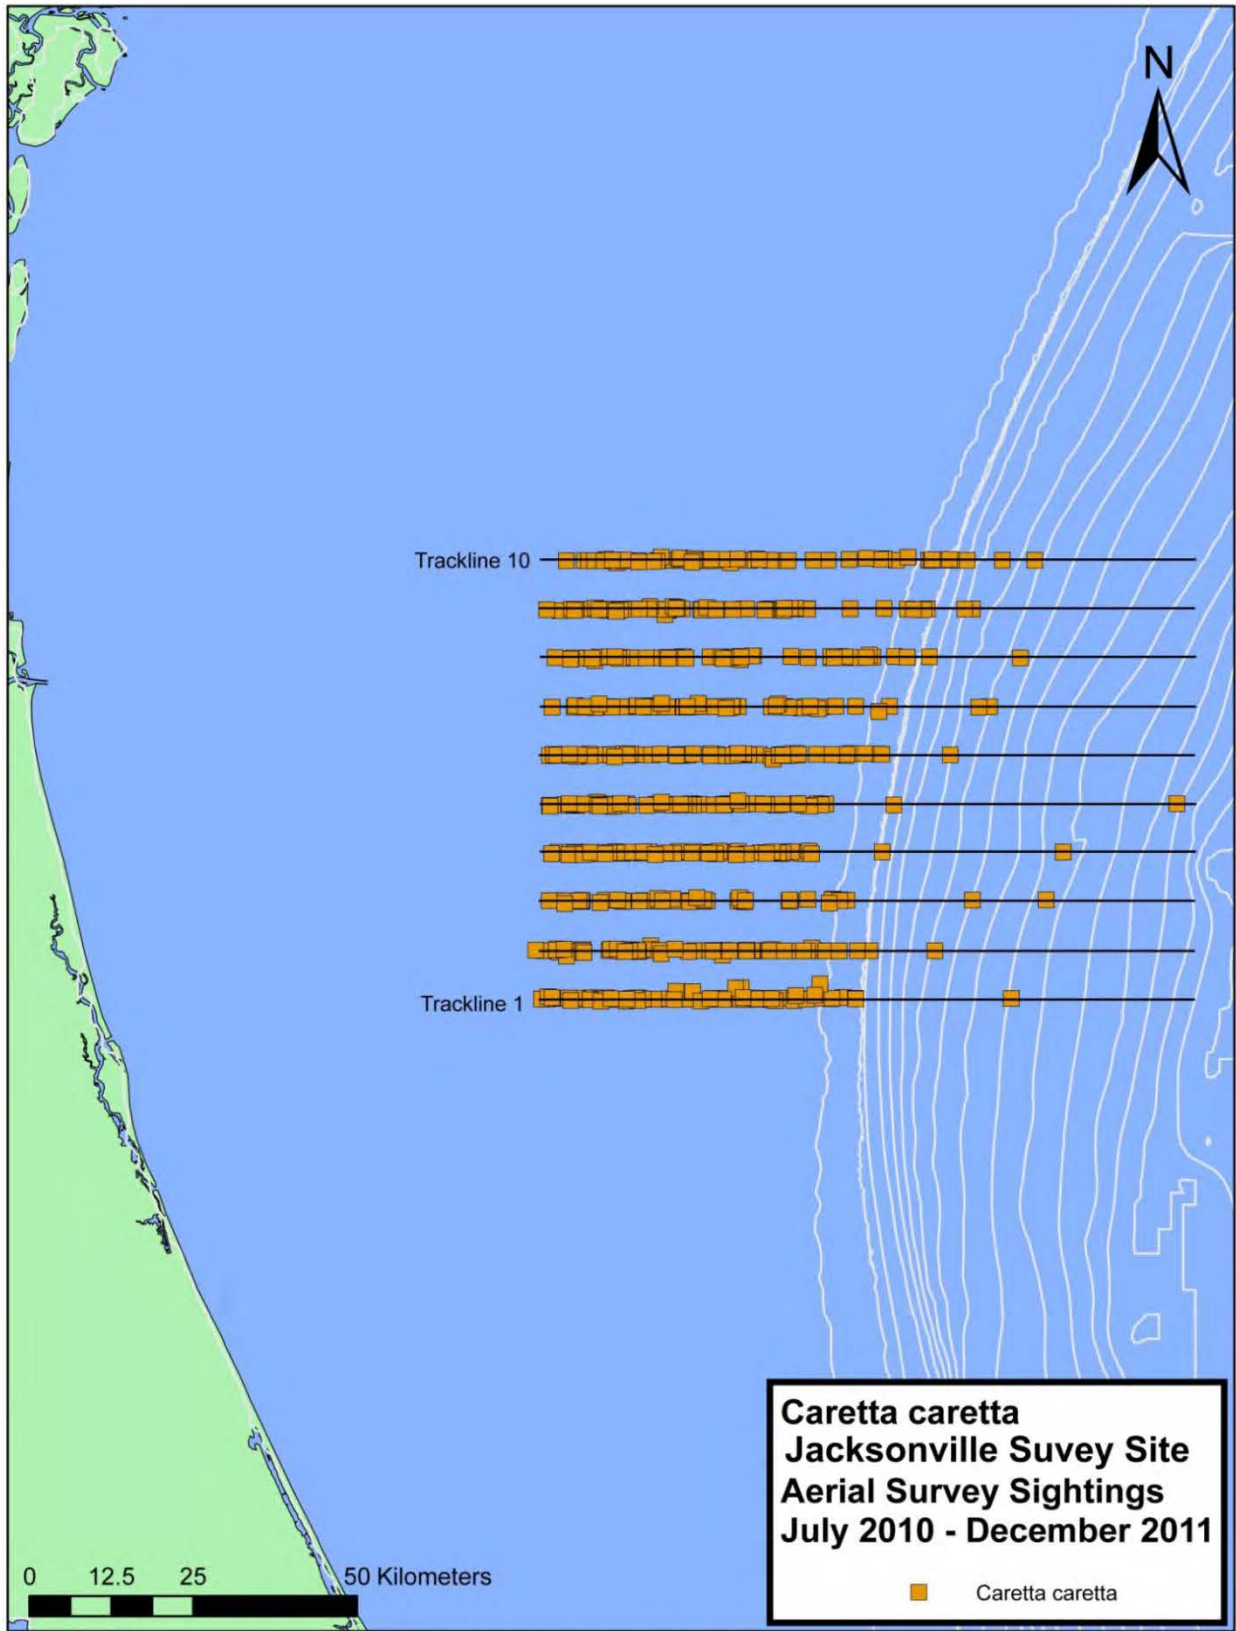 N
Trackline 10
Trackline 1
Caretta caretta
Jacksonville Suvey Site
Aerial Survey Sightings
July 2010 - December 2011
Caretta caretta
0 12.5 25 50 Kilometers